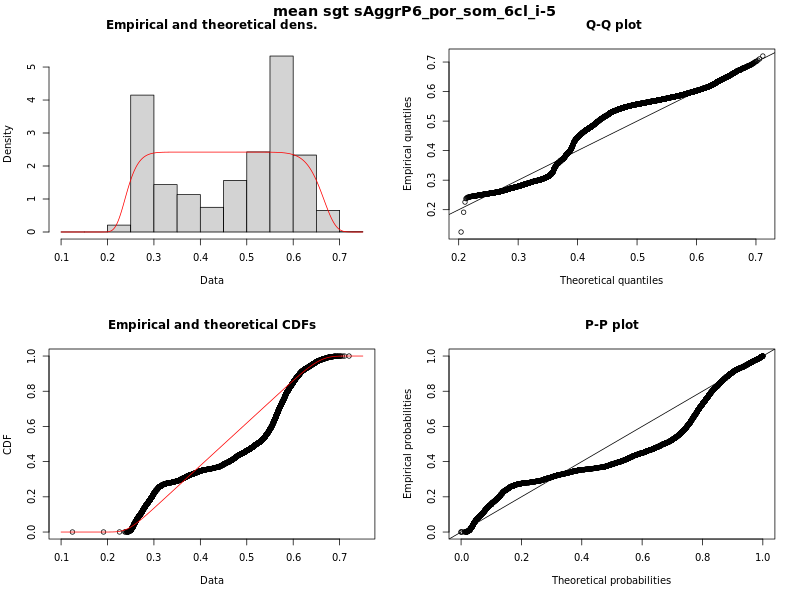 mean sgt sAggrP6_por_som_6cl_i-5
Empirical and theoretical dens.
Density
0 1 2 3 4 5
0.1 0.2 0.3 0.4 0.5 0.6 0.7
Data
Q-Q plot
Empirical quantiles
0.2 0.3 0.4 0.5 0.6 0.7
0.2 0.3 0.4 0.5 0.6 0.7
Theoretical quantiles
Empirical and theoretical CDFs
CDF
0.0 0.2 0.4 0.6 0.8 1.0
0.1 0.2 0.3 0.4 0.5 0.6 0.7
Data
P-P plot
Empirical probabilities
0.0 0.2 0.4 0.6 0.8 1.0
0.0 0.2 0.4 0.6 0.8 1.0
Theoretical probabilities